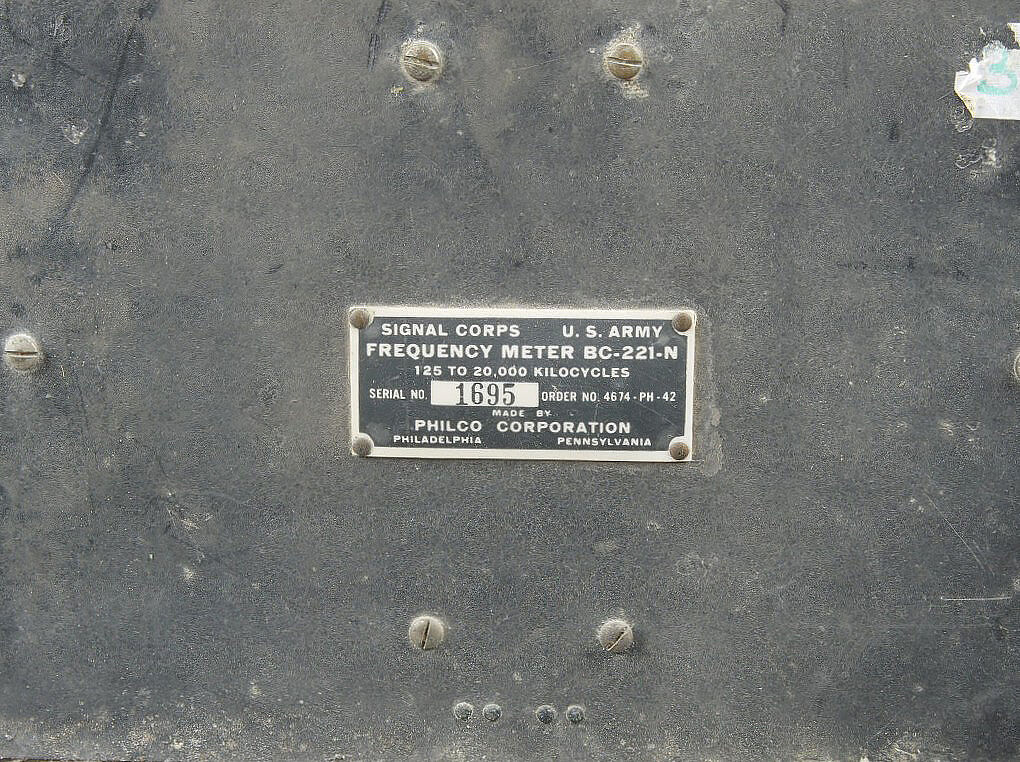 SIGNAL CORPS U. S. ARMY
FREQUENCY METER BC-221-N
125 TO 20,000 KILOCYCLES
SERIAL NO. 1695 ORDER NO. 4674-PH-42
MADE BY
PHILCO CORPORATION
PHILADELPHIA PENNSYLVANIA
3